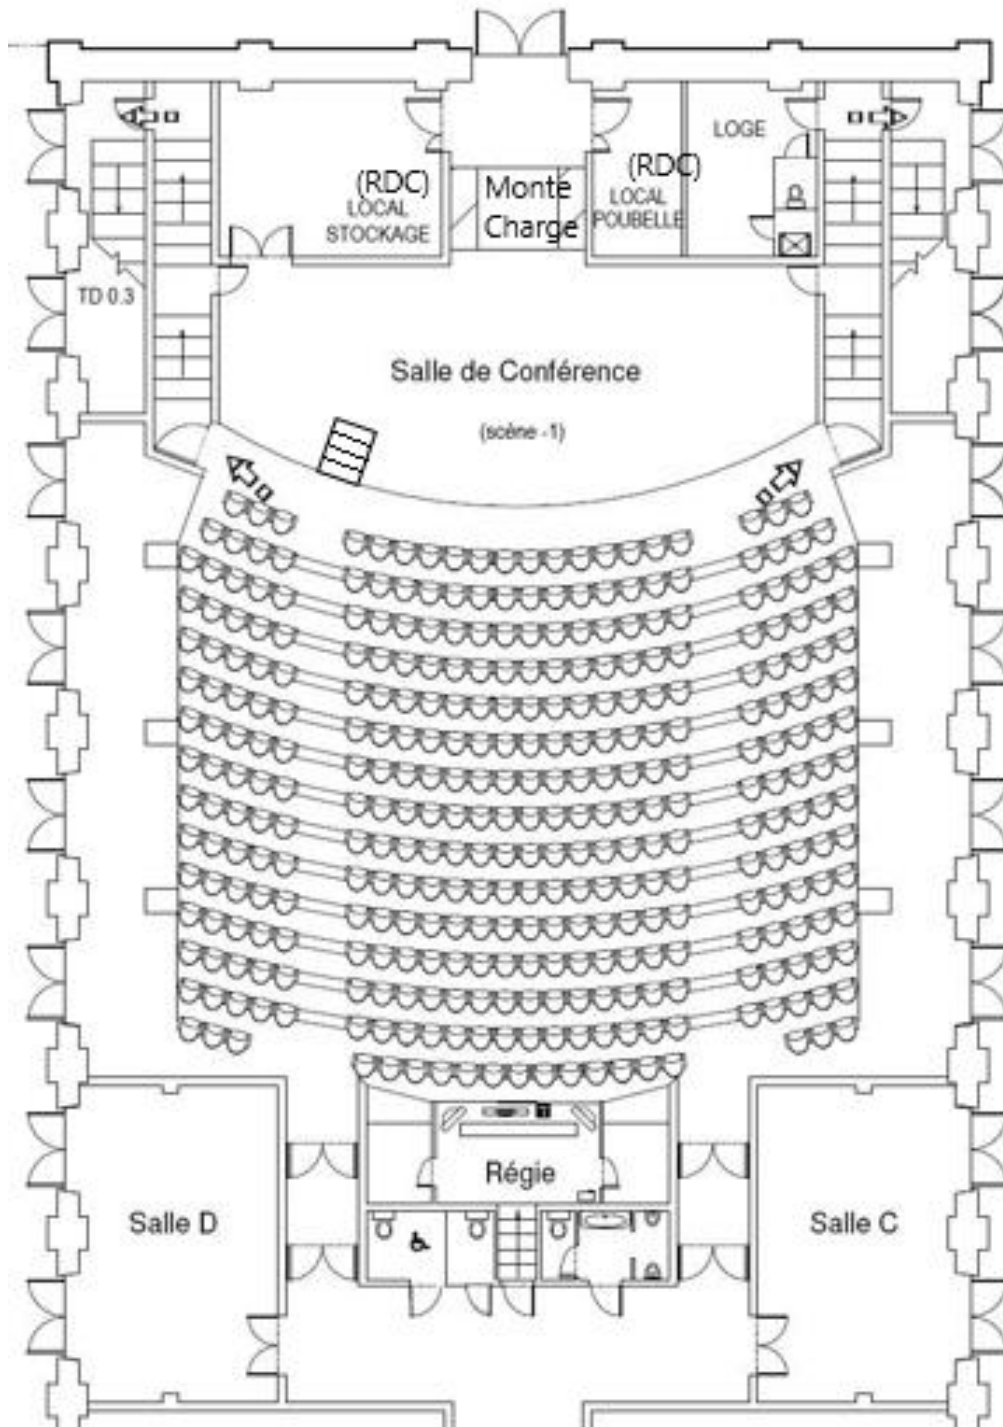 LOGE
(RDC)
LOCAL
STOCKAGE
Monte
Charge
(RDC)
LOCAL
POUBELLE
TD 0.3
Salle de Conférence
(scène -1)
Régie
Salle D
Salle C